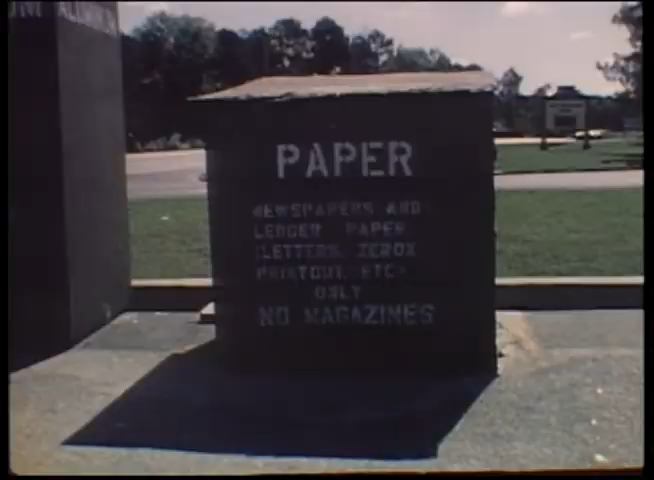 PAPER
NEWSPAPERS AND
LEDGER PAPER
(LETTERS, XEROX
PRINTOUT, ETC.)
ONLY
NO MAGAZINES